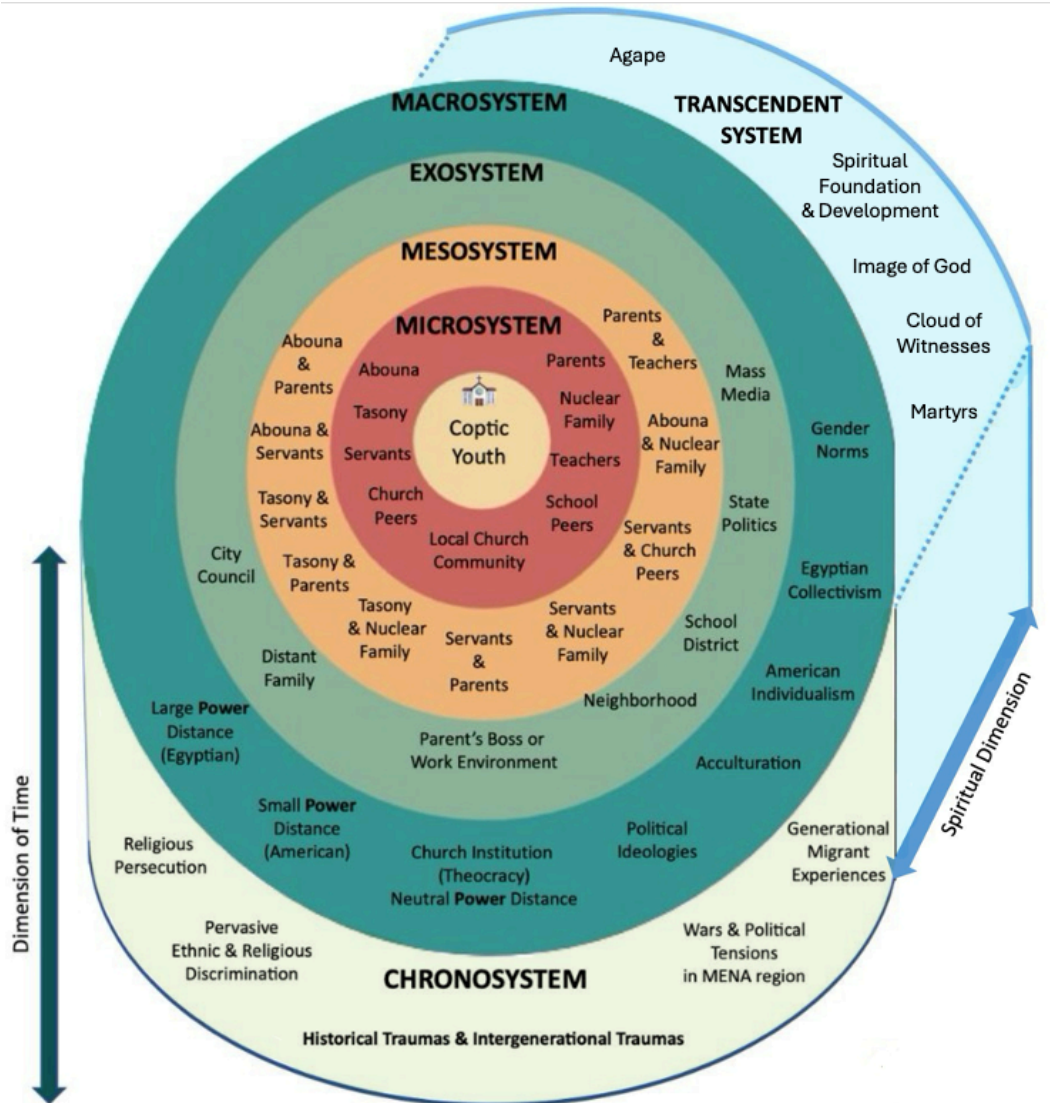 Agape
TRANSCENDENT
SYSTEM
Spiritual
Foundation
& Development
Image of God
Cloud of
Witnesses
Martyrs
MACROSYSTEM
EXOSYSTEM
MESOSYSTEM
MICROSYSTEM
Coptic
Youth
Abouna
Tasony
Servants
Church
Peers
Local Church
Community
Parents
Nuclear
Family
Teachers
School
Peers
Abouna
&
Parents
Abouna &
Servants
Tasony &
Servants
Tasony &
Parents
Tasony
& Nuclear
Family
Servants
&
Parents
Servants
& Nuclear
Family
Servants
& Church
Peers
Abouna
& Nuclear
Family
Parents
&
Teachers
Mass
Media
State
Politics
School
District
Neighborhood
Parent's Boss or
Work Environment
Distant
Family
City
Council
Gender
Norms
Egyptian
Collectivism
American
Individualism
Acculturation
Political
Ideologies
Church Institution
(Theocracy)
Neutral Power Distance
Small Power
Distance
(American)
Large Power
Distance
(Egyptian)
Religious
Persecution
Pervasive
Ethnic & Religious
Discrimination
CHRONOSYSTEM
Historical Traumas & Intergenerational Traumas
Wars & Political
Tensions
in MENA region
Generational
Migrant
Experiences
Dimension of Time
Spiritual Dimension